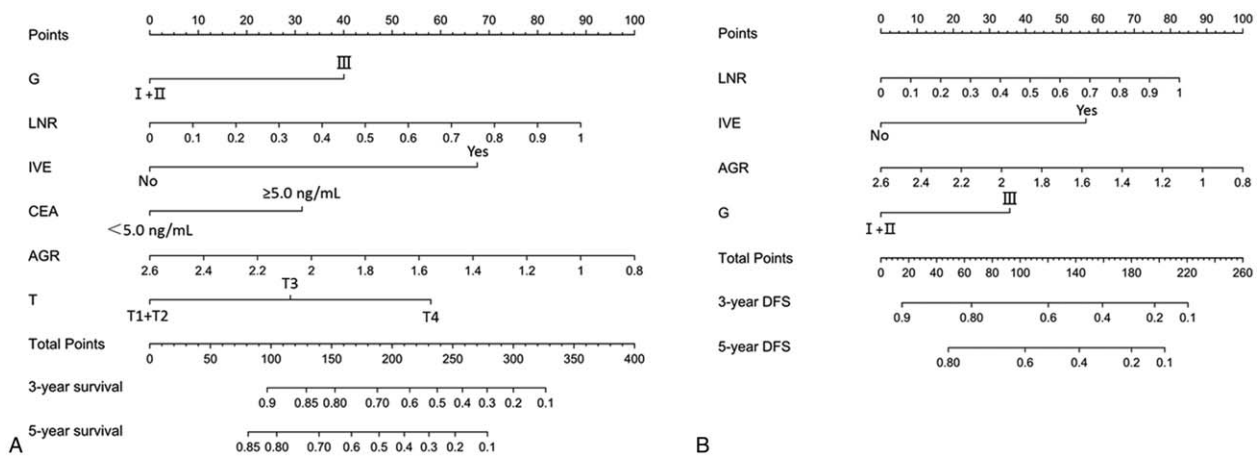 Points
0 10 20 30 40 50 60 70 80 90 100
G
III
I+II
LNR
0 0.1 0.2 0.3 0.4 0.5 0.6 0.7 0.8 0.9 1
IVE
Yes
No
CEA
≥5.0 ng/mL
<5.0 ng/mL
AGR
2.6 2.4 2.2 2 1.8 1.6 1.4 1.2 1 0.8
T
T3
T1+T2 T4
Total Points
0 50 100 150 200 250 300 350 400
3-year survival
0.9 0.85 0.80 0.70 0.6 0.5 0.4 0.3 0.2 0.1
5-year survival
0.85 0.80 0.70 0.6 0.5 0.4 0.3 0.2 0.1
A
Points
0 10 20 30 40 50 60 70 80 90 100
LNR
0 0.1 0.2 0.3 0.4 0.5 0.6 0.7 0.8 0.9 1
IVE
Yes
No
AGR
2.6 2.4 2.2 2 1.8 1.6 1.4 1.2 1 0.8
G
III
I+II
Total Points
0 20 40 60 80 100 140 180 220 260
3-year DFS
0.9 0.80 0.6 0.4 0.2 0.1
5-year DFS
0.80 0.6 0.4 0.2 0.1
B